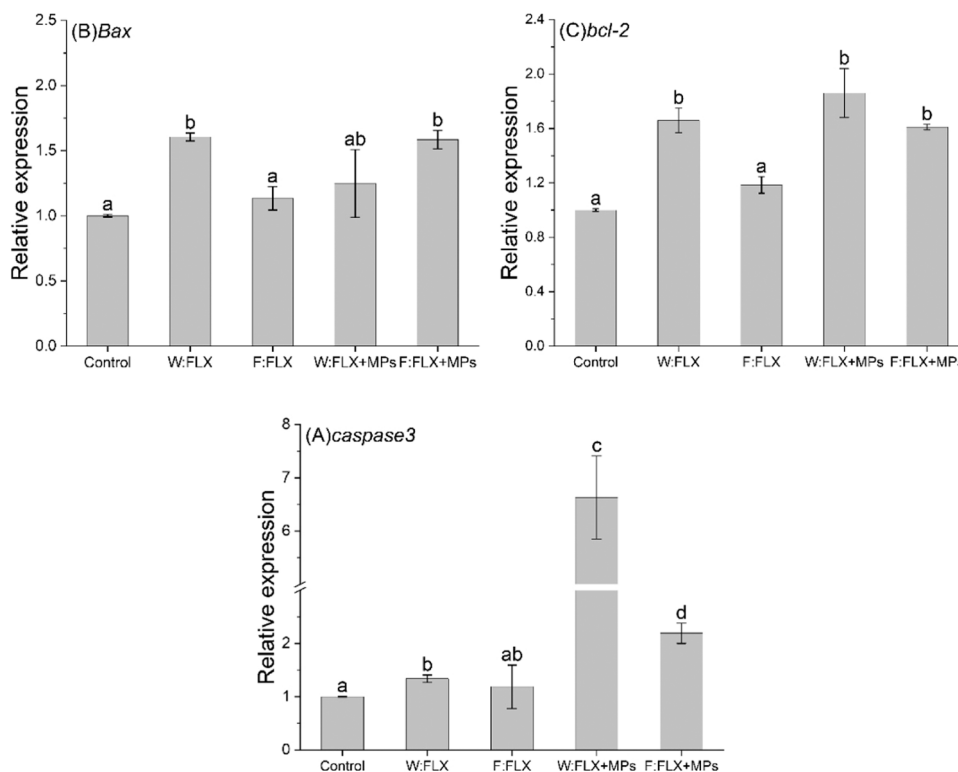 (B)Bax
Relative expression
2.5
2.0
1.5
1.0
0.5
0.0
a
b
a
ab
b
Control
W:FLX
F:FLX
W:FLX+MPs
F:FLX+MPs
(C)bcl-2
Relative expression
2.4
2.0
1.6
1.2
0.8
0.4
0.0
a
b
a
b
b
Control
W:FLX
F:FLX
W:FLX+MPs
F:FLX+MPs
(A)caspase3
Relative expression
8
7
6
2
1
0
a
b
ab
c
d
Control
W:FLX
F:FLX
W:FLX+MPs
F:FLX+MPs